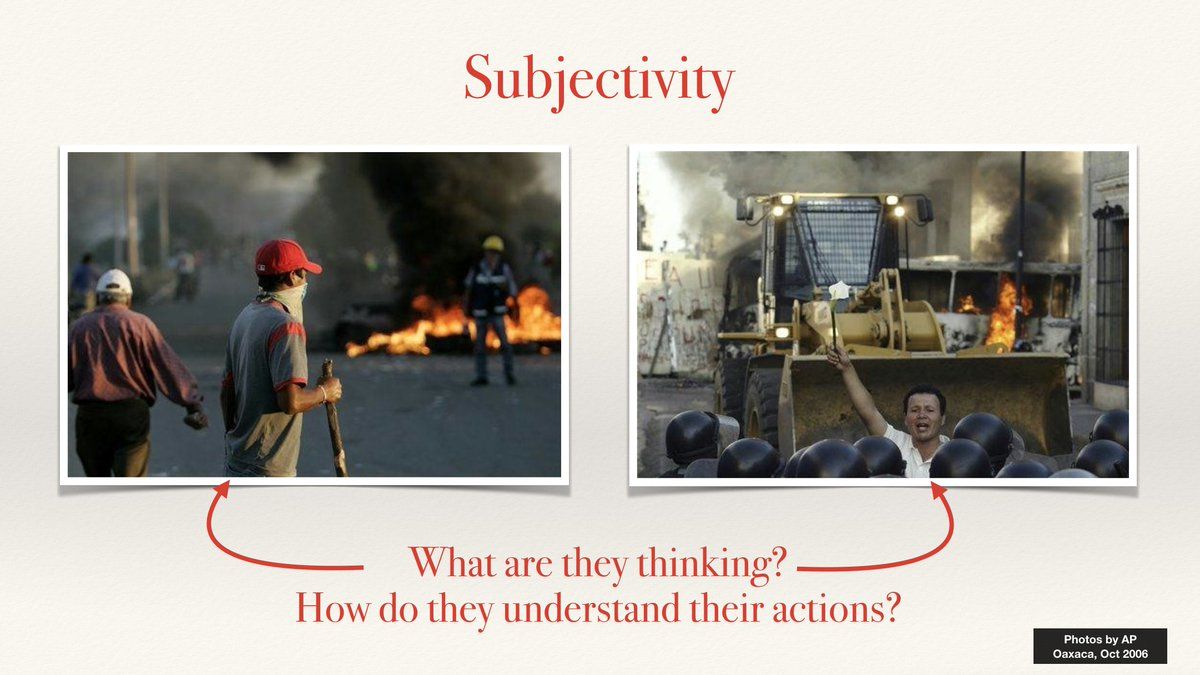 Subjectivity
What are they thinking?
How do they understand their actions?
Photos by AP
Oaxaca, Oct 2006